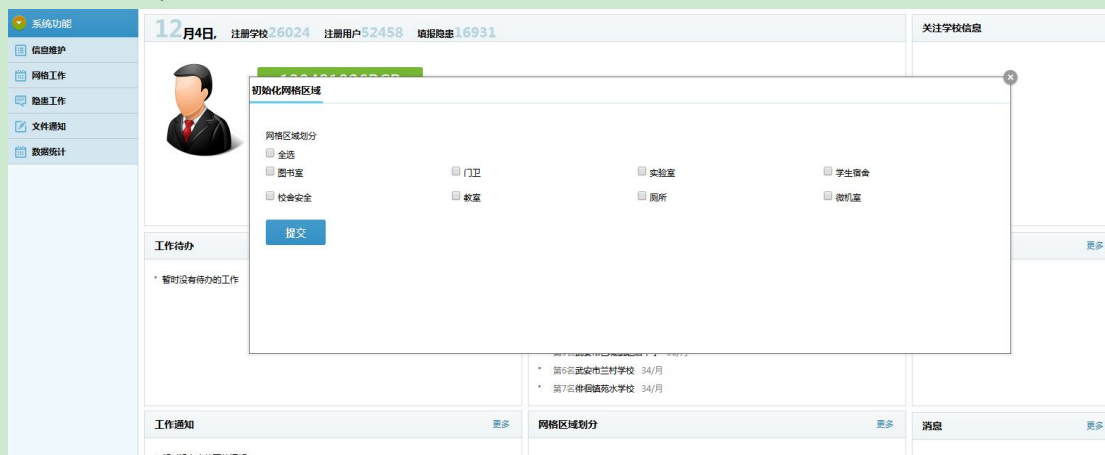 系统功能
信息维护
网格工作
隐患工作
文件通知
数据统计
12月4日, 注册学校26024 注册用户52458 填报隐患16931
关注学校信息
初始化网格区域
网格区域划分
全选
图书室 门卫 实验室 学生宿舍
校舍安全 教室 厕所 微机室
提交
工作待办
更多
暂时没有待办的工作
第6名武安市兰村学校 34/月
第7名徘徊镇苑水学校 34/月
工作通知 更多
网格区域划分 更多
消息 更多